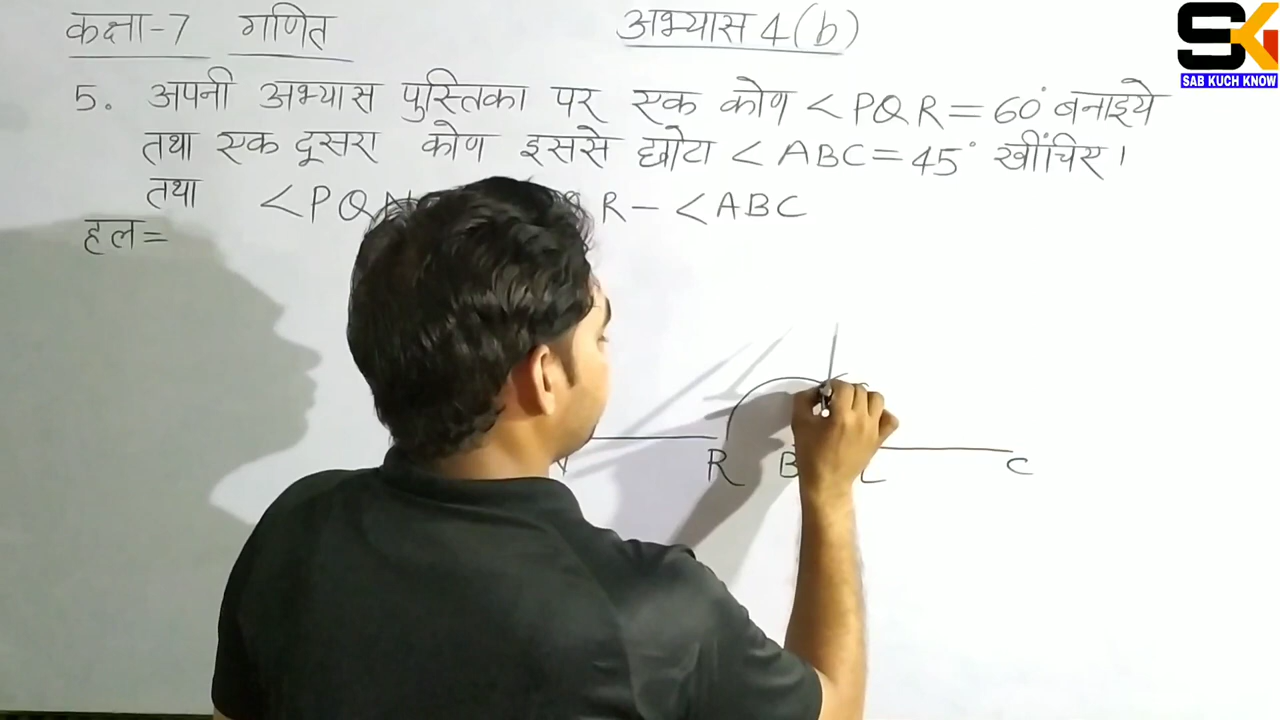 कक्षा-7 गणित
अभ्यास 4(b)
SAB KUCH KNOW
5. अपनी अभ्यास पुस्तिका पर एक कोण <PQR=60° बनाइये
तथा एक दूसरा कोण इससे छोटा <ABC=45° खींचिए।
तथा <PQ R-<ABC
हल=
R B L C